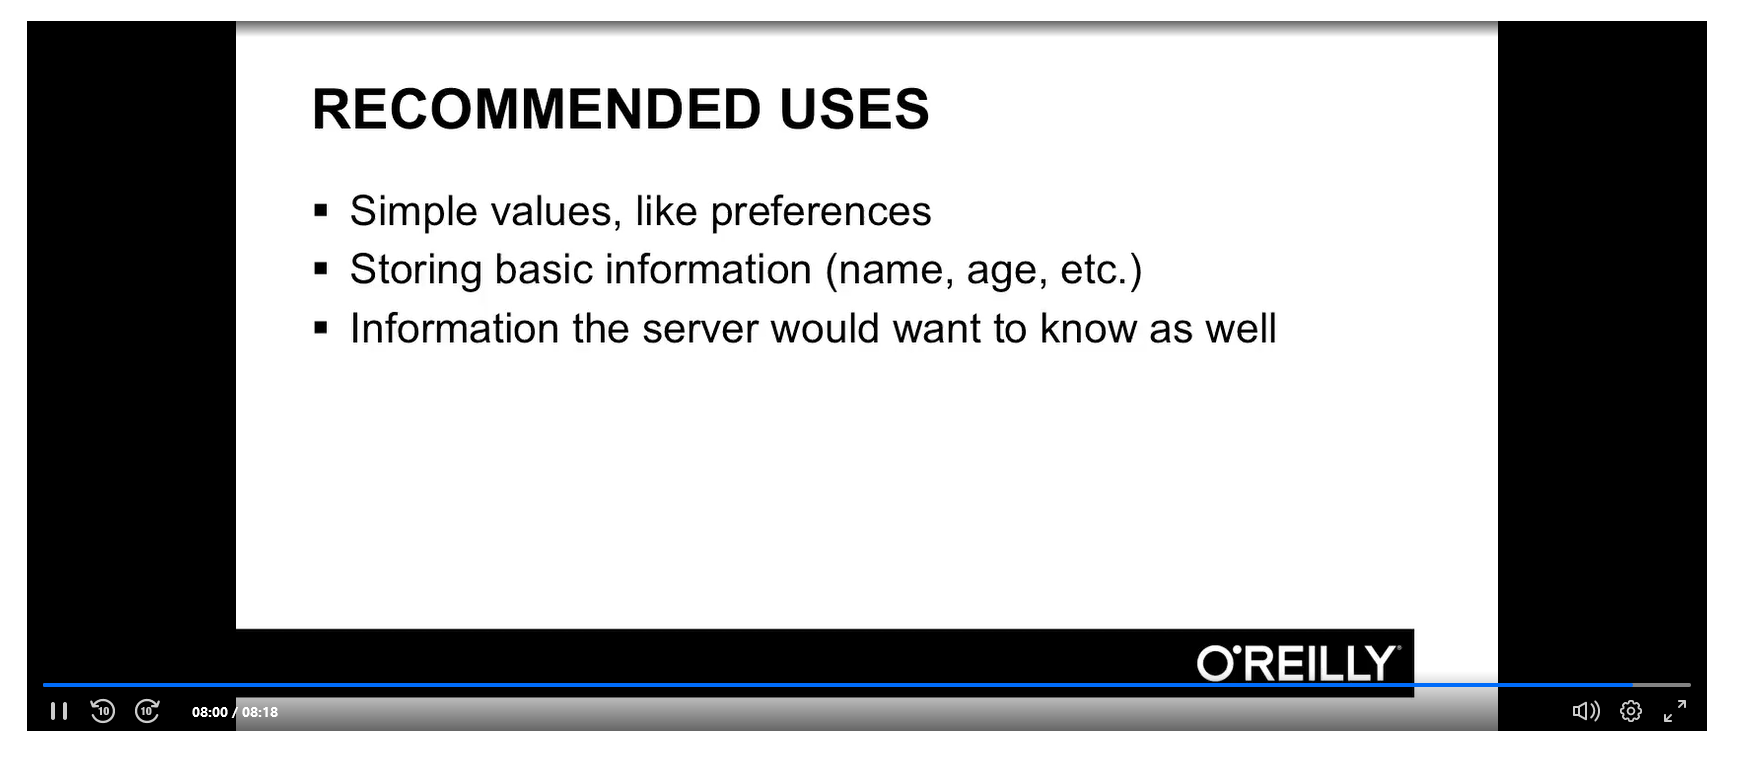 RECOMMENDED USES
▪ Simple values, like preferences
▪ Storing basic information (name, age, etc.)
▪ Information the server would want to know as well
O'REILLY®
10 10 08:00 / 08:18